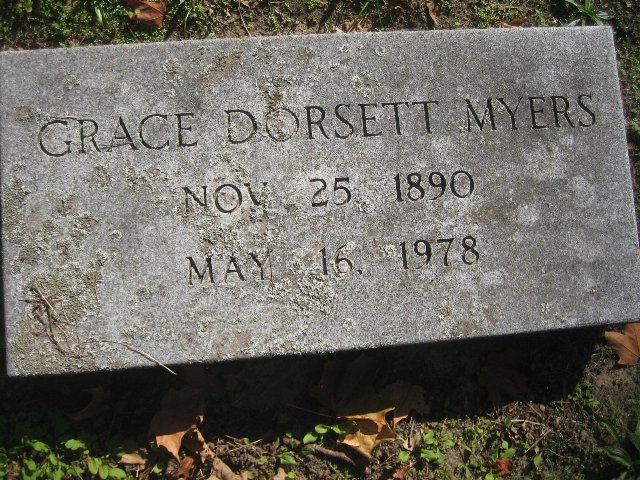 GRACE DORSETT MYERS
NOV 25 1890
MAY 16, 1978